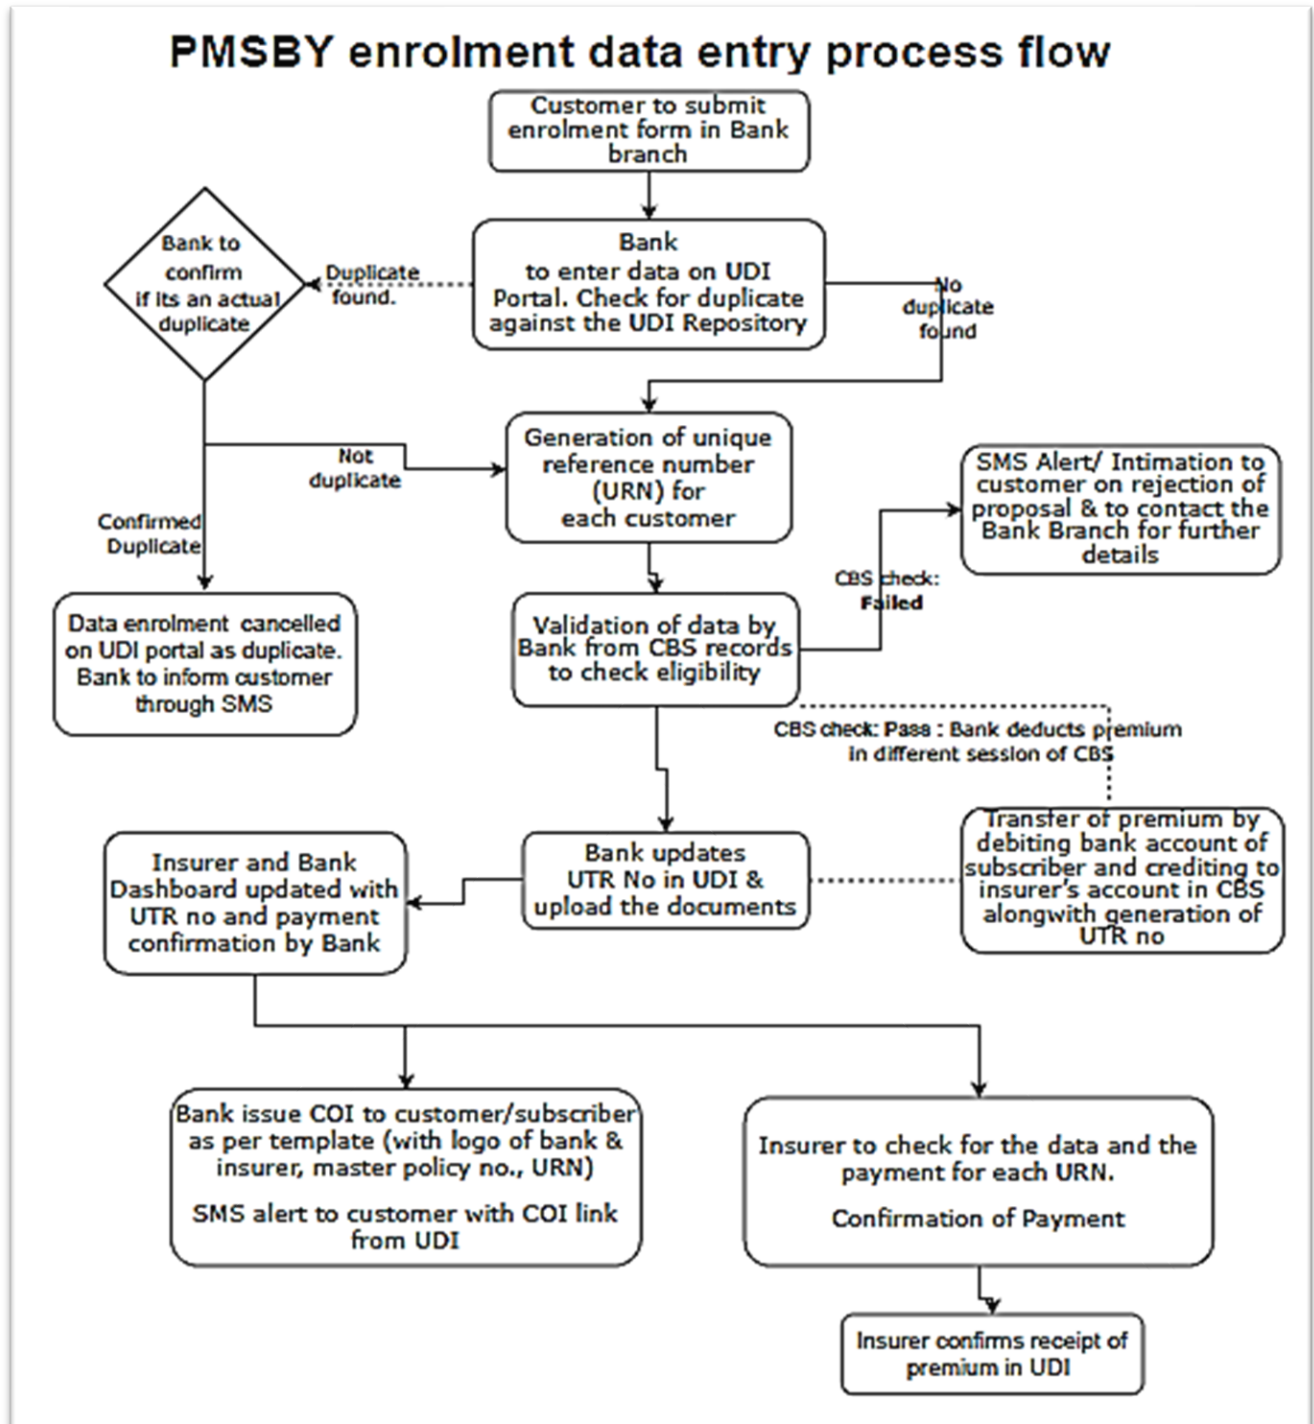 PMSBY enrolment data entry process flow
Customer to submit
enrolment form in Bank
branch
Bank
to enter data on UDI
Portal. Check for duplicate
against the UDI Repository
Duplicate
found.
Bank to
confirm
if its an actual
duplicate
No
duplicate
found
Generation of unique
reference number
(URN) for
each customer
Not
duplicate
Confirmed
Duplicate
SMS Alert/ Intimation to
customer on rejection of
proposal & to contact the
Bank Branch for further
details
CBS check:
Failed
Data enrolment cancelled
on UDI portal as duplicate.
Bank to inform customer
through SMS
Validation of data by
Bank from CBS records
to check eligibility
CBS check: Pass : Bank deducts premium
in different session of CBS
Transfer of premium by
debiting bank account of
subscriber and crediting to
insurer's account in CBS
alongwith generation of
UTR no
Bank updates
UTR No in UDI &
upload the documents
Insurer and Bank
Dashboard updated with
UTR no and payment
confirmation by Bank
Bank issue COI to customer/subscriber
as per template (with logo of bank &
insurer, master policy no., URN)
SMS alert to customer with COI link
from UDI
Insurer to check for the data and the
payment for each URN.
Confirmation of Payment
Insurer confirms receipt of
premium in UDI